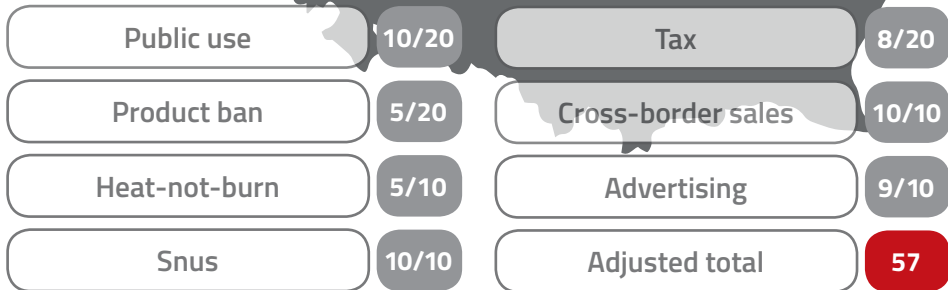 Public use 10/20
Tax 8/20
Product ban 5/20
Cross-border sales 10/10
Heat-not-burn 5/10
Advertising 9/10
Snus 10/10
Adjusted total 57